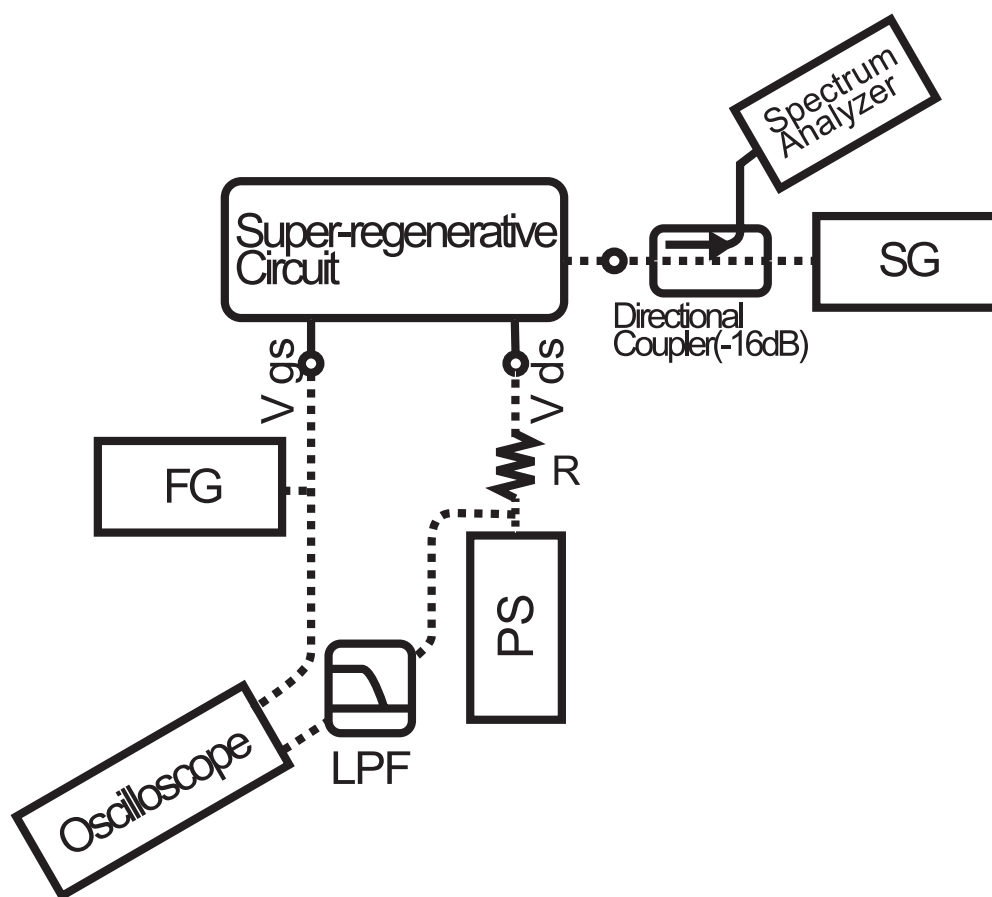 Spectrum
Analyzer
Super-regenerative
Circuit
SG
Directional
Coupler(-16dB)
V gs
V ds
FG
R
PS
LPF
Oscilloscope